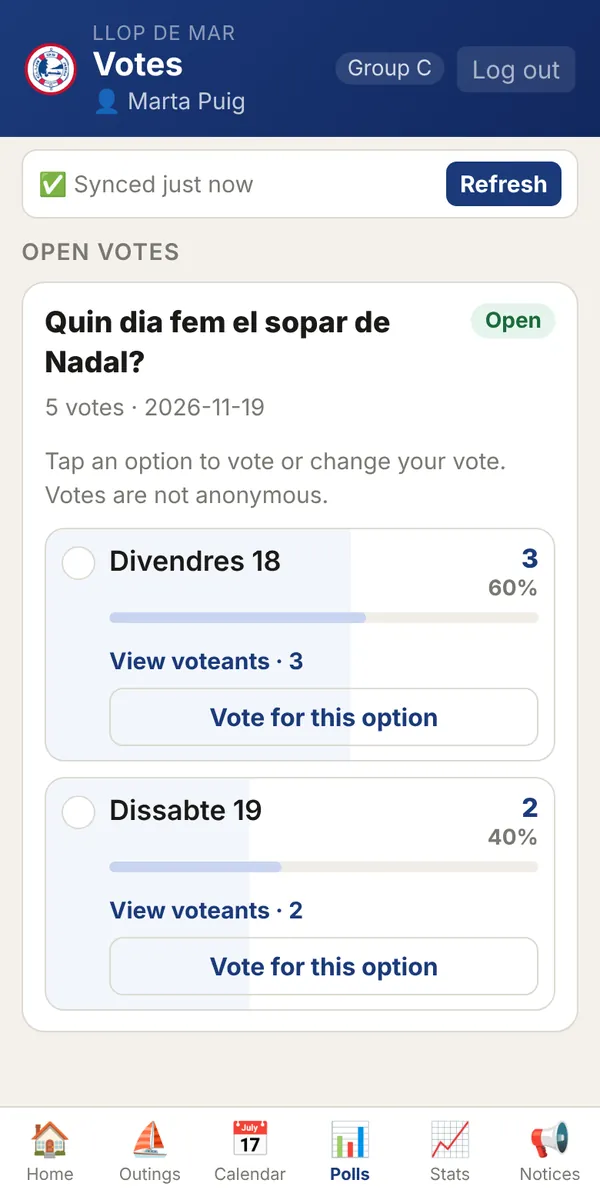 LLOP DE MAR
Votes
👤 Marta Puig
Group C
Log out
✅ Synced just now
Refresh
OPEN VOTES
Quin dia fem el sopar de
Nadal?
Open
5 votes · 2026-11-19
Tap an option to vote or change your vote.
Votes are not anonymous.
Divendres 18
3
60%
View voteants · 3
Vote for this option
Dissabte 19
2
40%
View voteants · 2
Vote for this option
July
17
Home
Outings
Calendar
Polls
Stats
Notices